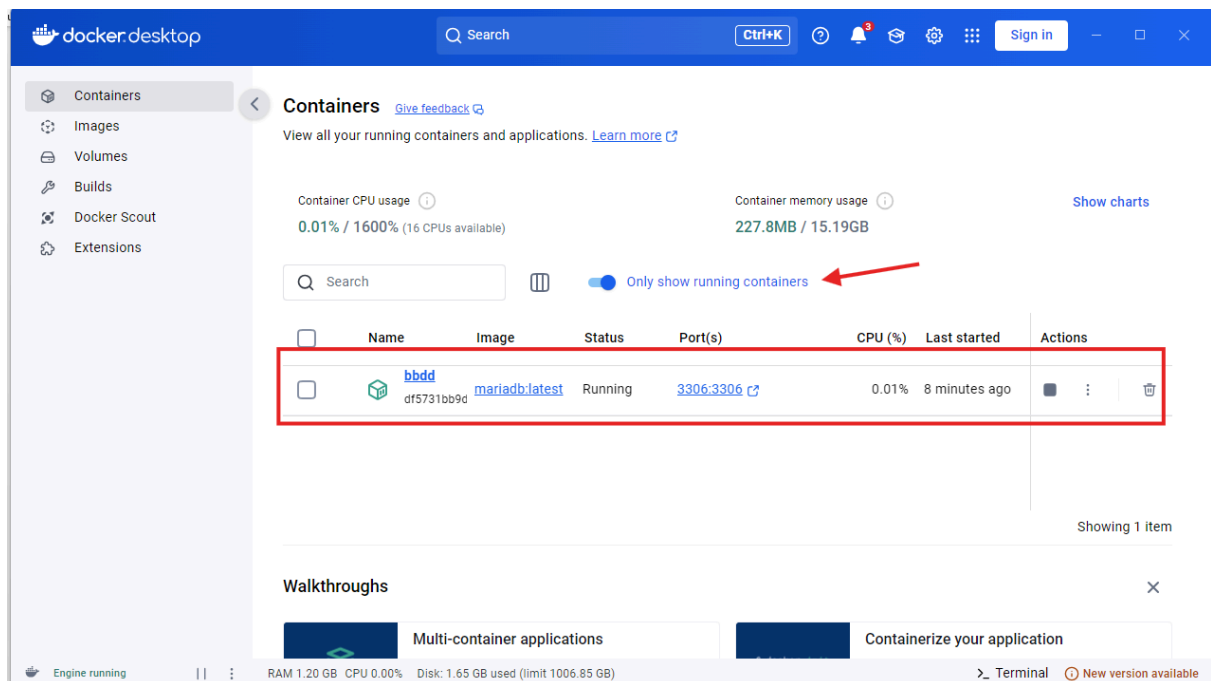 docker.desktop
Search
Ctrl+K
3
Sign in
Containers
Images
Volumes
Builds
Docker Scout
Extensions
Containers Give feedback
View all your running containers and applications. Learn more
Container CPU usage
0.01% / 1600% (16 CPUs available)
Container memory usage
227.8MB / 15.19GB
Show charts
Search
Only show running containers
Name Image Status Port(s) CPU (%) Last started Actions
bbdd
df5731bb9d
mariadb:latest Running 3306:3306 0.01% 8 minutes ago
Showing 1 item
Walkthroughs
Multi-container applications
Containerize your application
Engine running
RAM 1.20 GB CPU 0.00% Disk: 1.65 GB used (limit 1006.85 GB)
Terminal
New version available